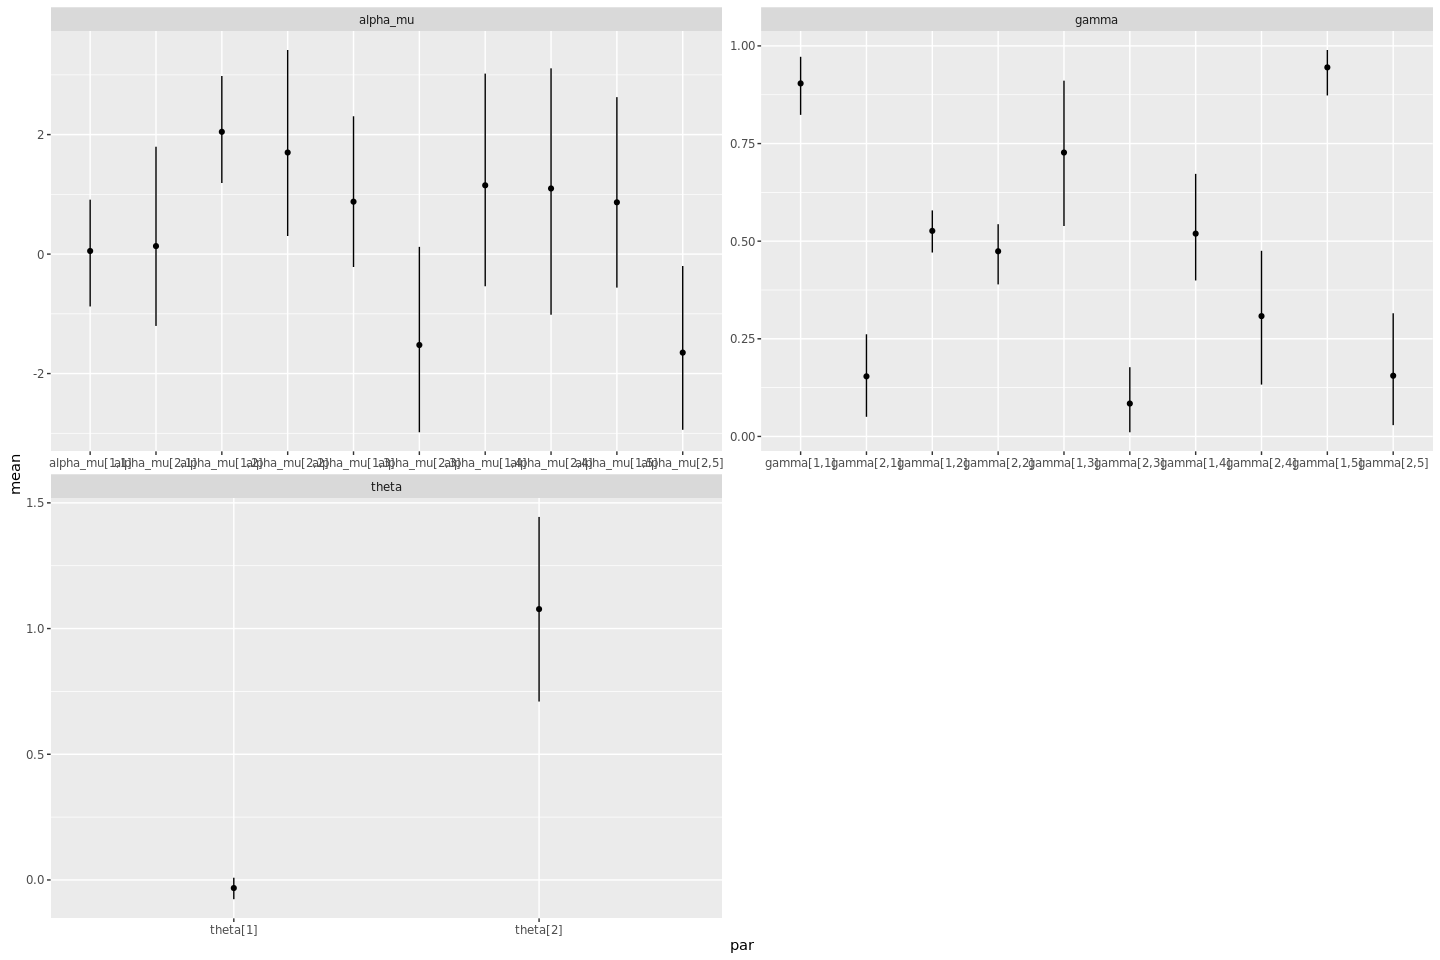 alpha_mu
gamma
2
0
-2
1.00
0.75
0.50
0.25
0.00
alpha_mu[1,1] alpha_mu[2,1] alpha_mu[1,2] alpha_mu[2,2] alpha_mu[1,3] alpha_mu[2,3] alpha_mu[1,4] alpha_mu[2,4] alpha_mu[1,5] alpha_mu[2,5]
gamma[1,1] gamma[2,1] gamma[1,2] gamma[2,2] gamma[1,3] gamma[2,3] gamma[1,4] gamma[2,4] gamma[1,5] gamma[2,5]
mean
theta
1.5
1.0
0.5
0.0
theta[1] theta[2]
par